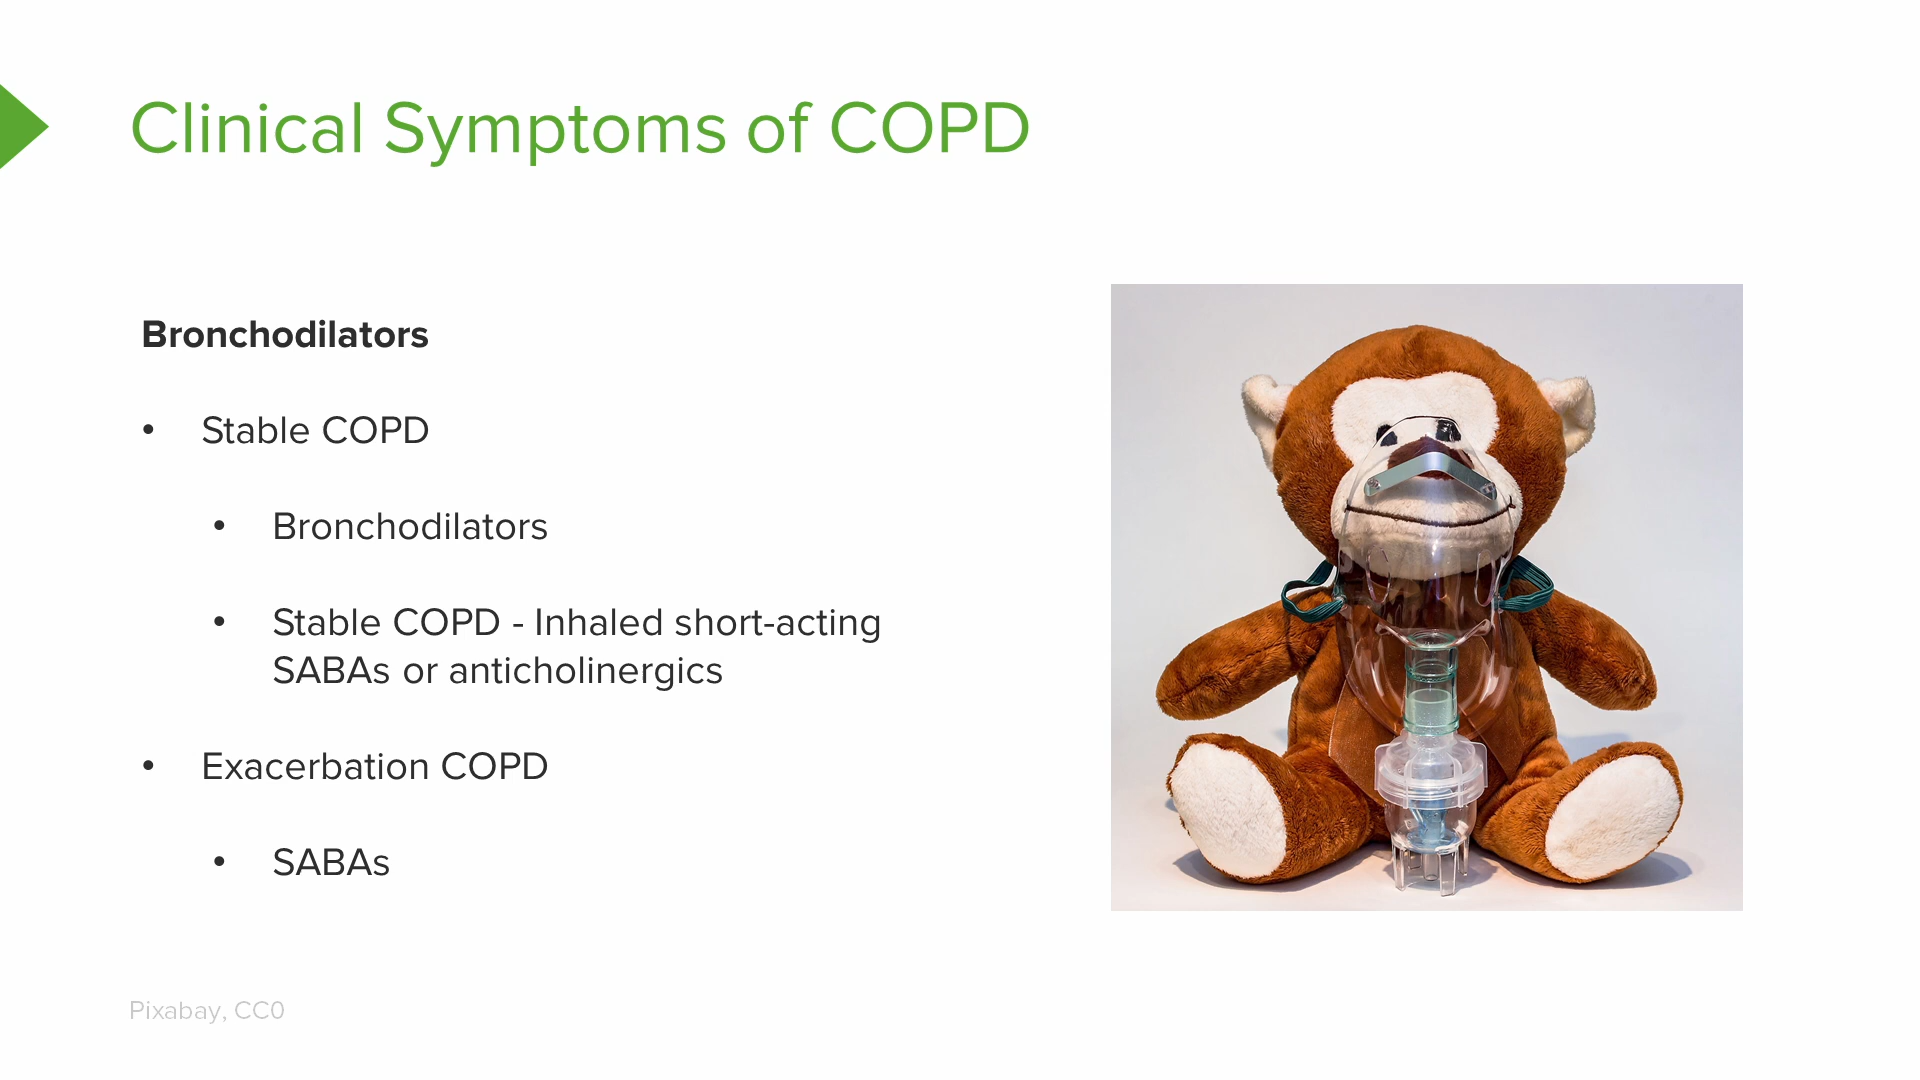 Clinical Symptoms of COPD
Bronchodilators
• Stable COPD
• Bronchodilators
• Stable COPD - Inhaled short-acting
SABAs or anticholinergics
• Exacerbation COPD
• SABAs
Pixabay, CC0